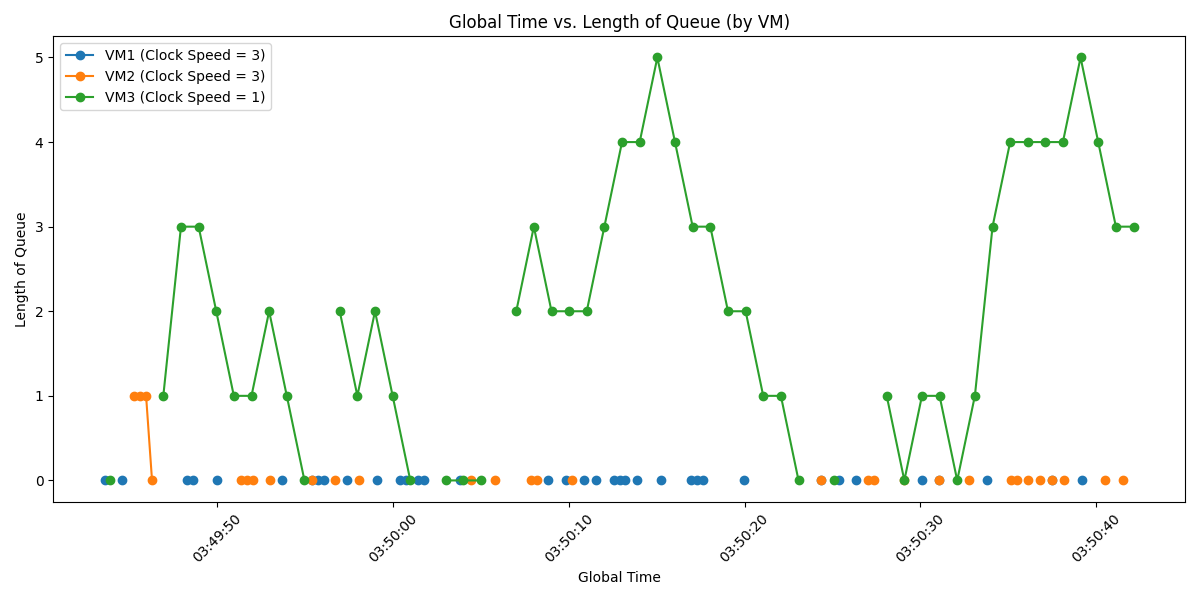 Global Time vs. Length of Queue (by VM)
VM1 (Clock Speed = 3)
VM2 (Clock Speed = 3)
VM3 (Clock Speed = 1)
Length of Queue
5
4
3
2
1
0
03:49:50
03:50:00
03:50:10
03:50:20
03:50:30
03:50:40
Global Time